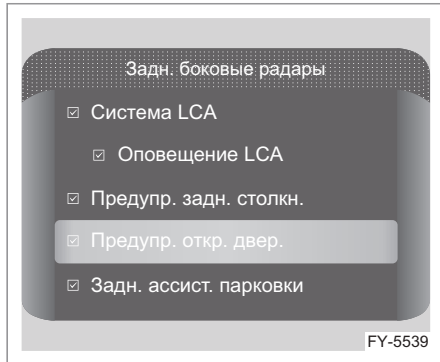 Задн. боковые радары
Система LCA
Оповещение LCA
Предупр. задн. столкн.
Предупр. откр. двер.
Задн. ассист. парковки
FY-5539